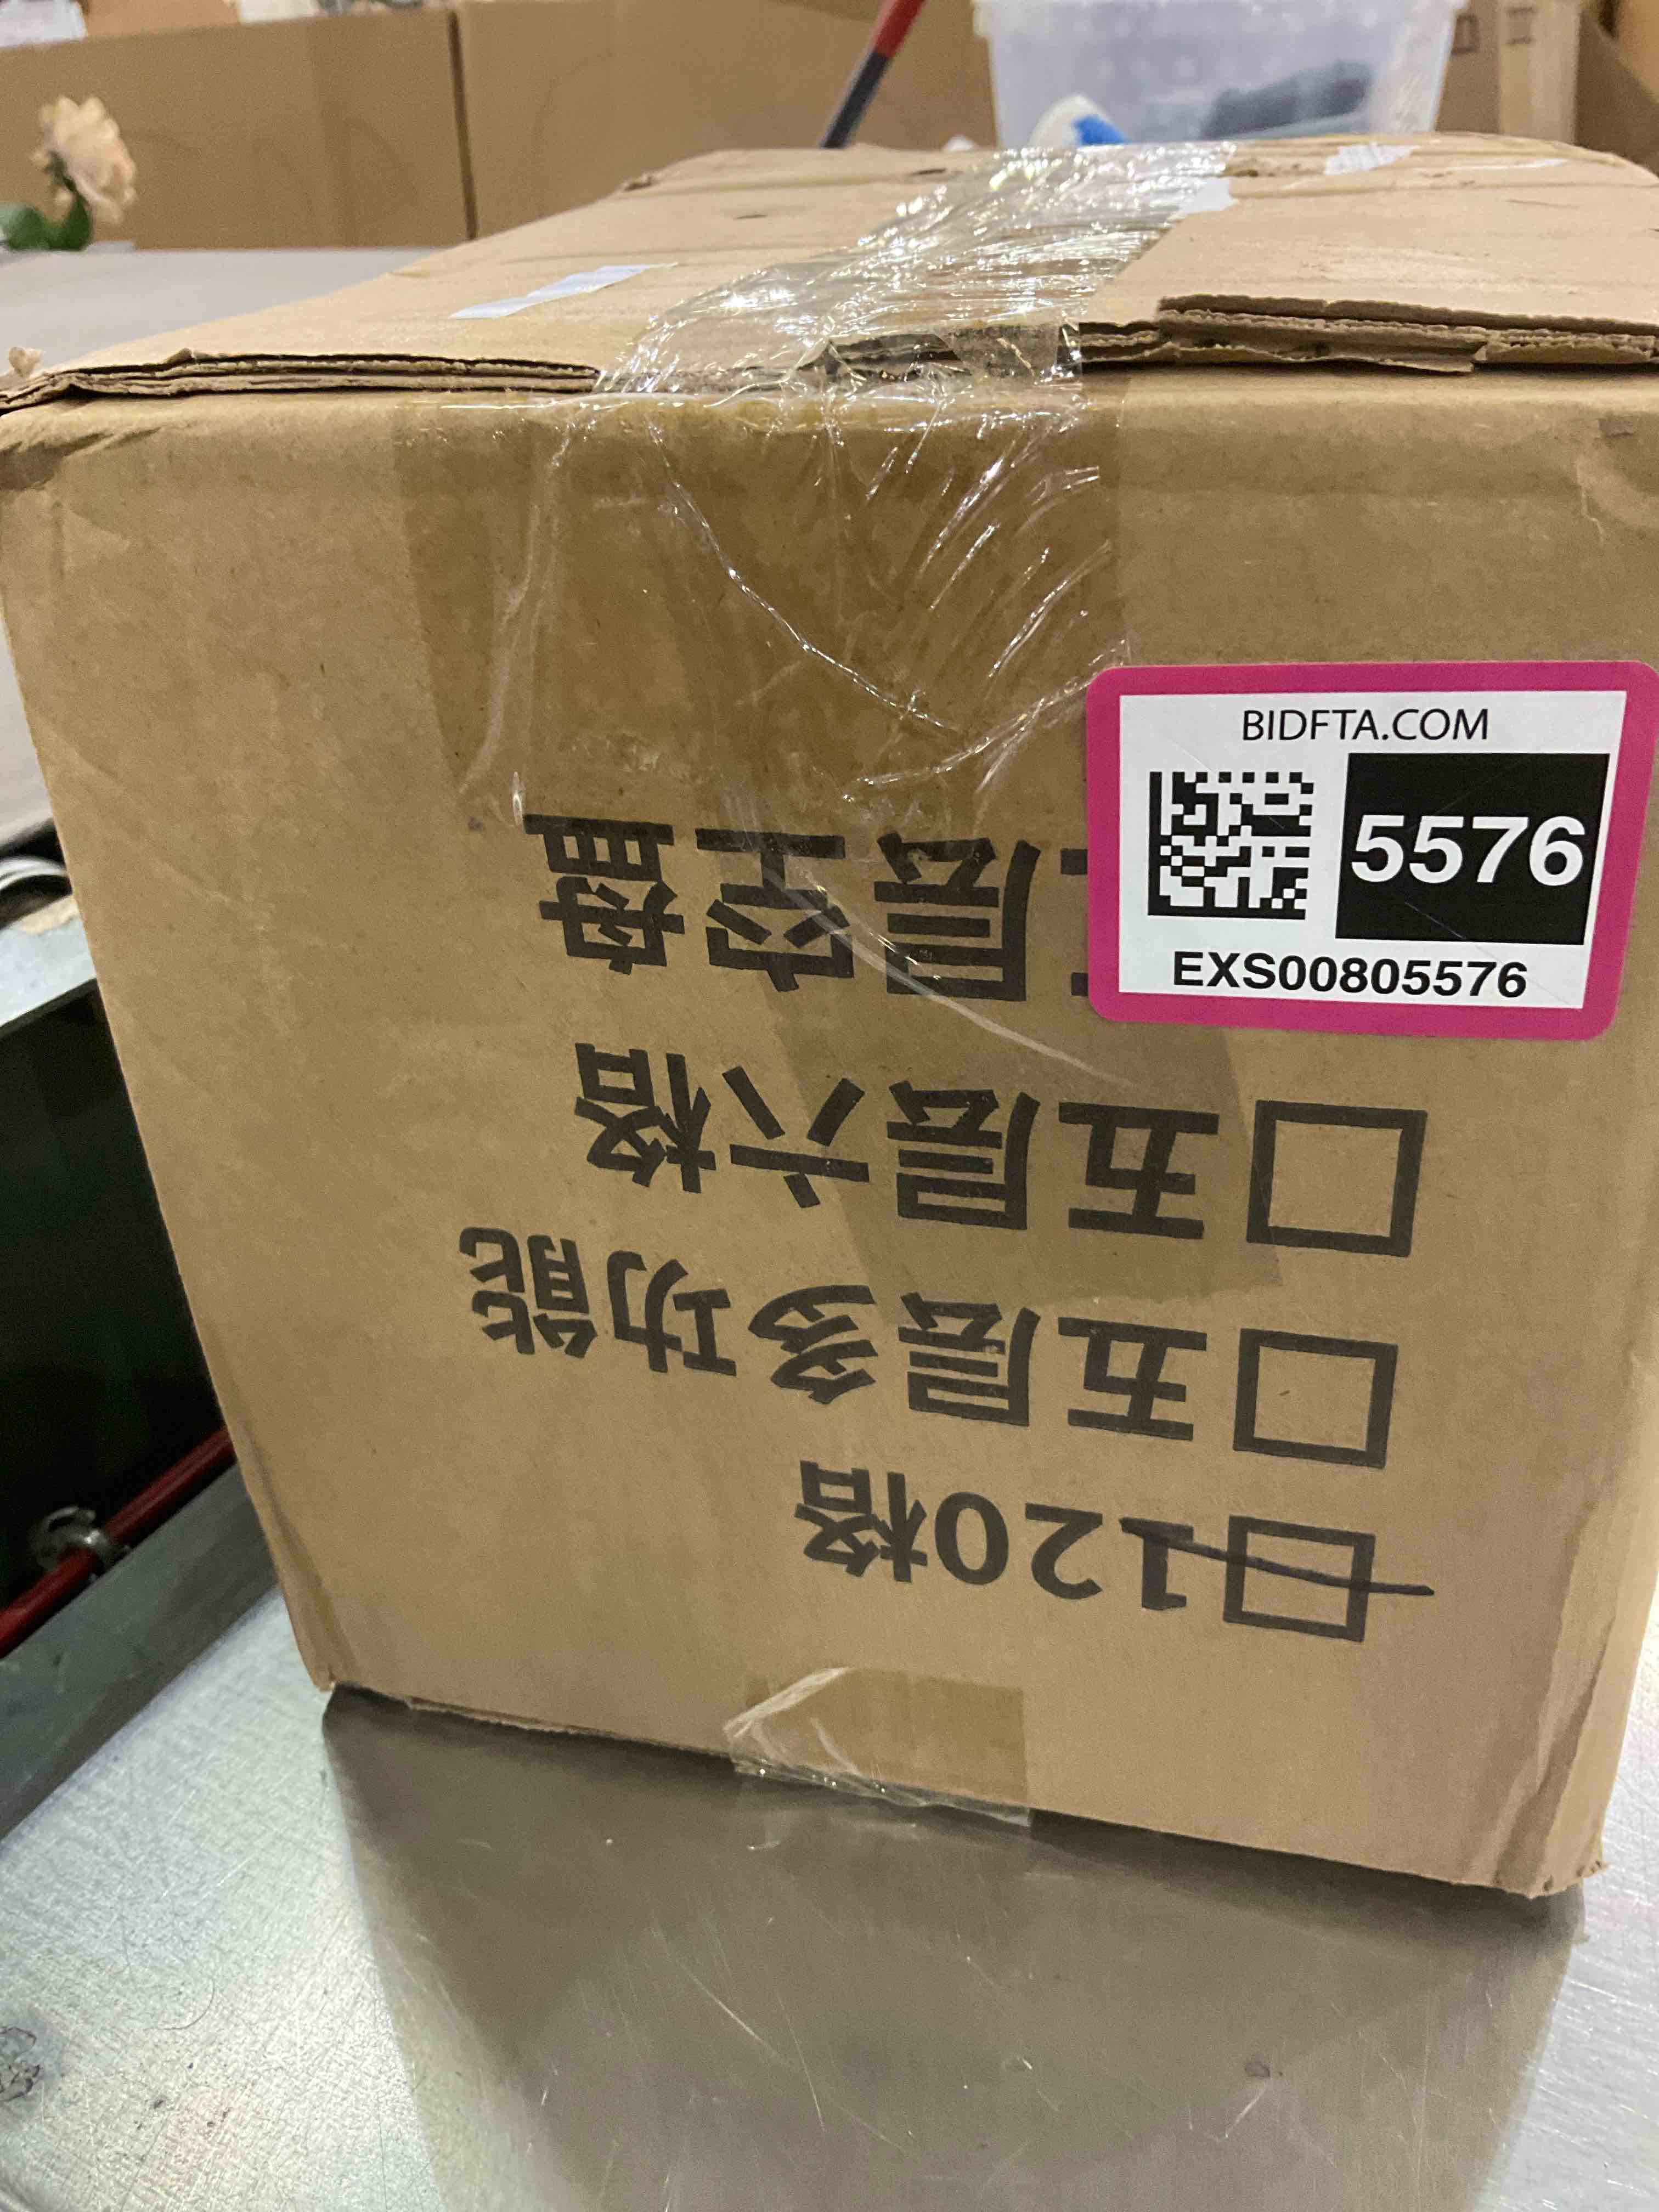 BIDFTA.COM
5576
EXS00805576
□120格
□五层多功能
□五层六格
层空盒